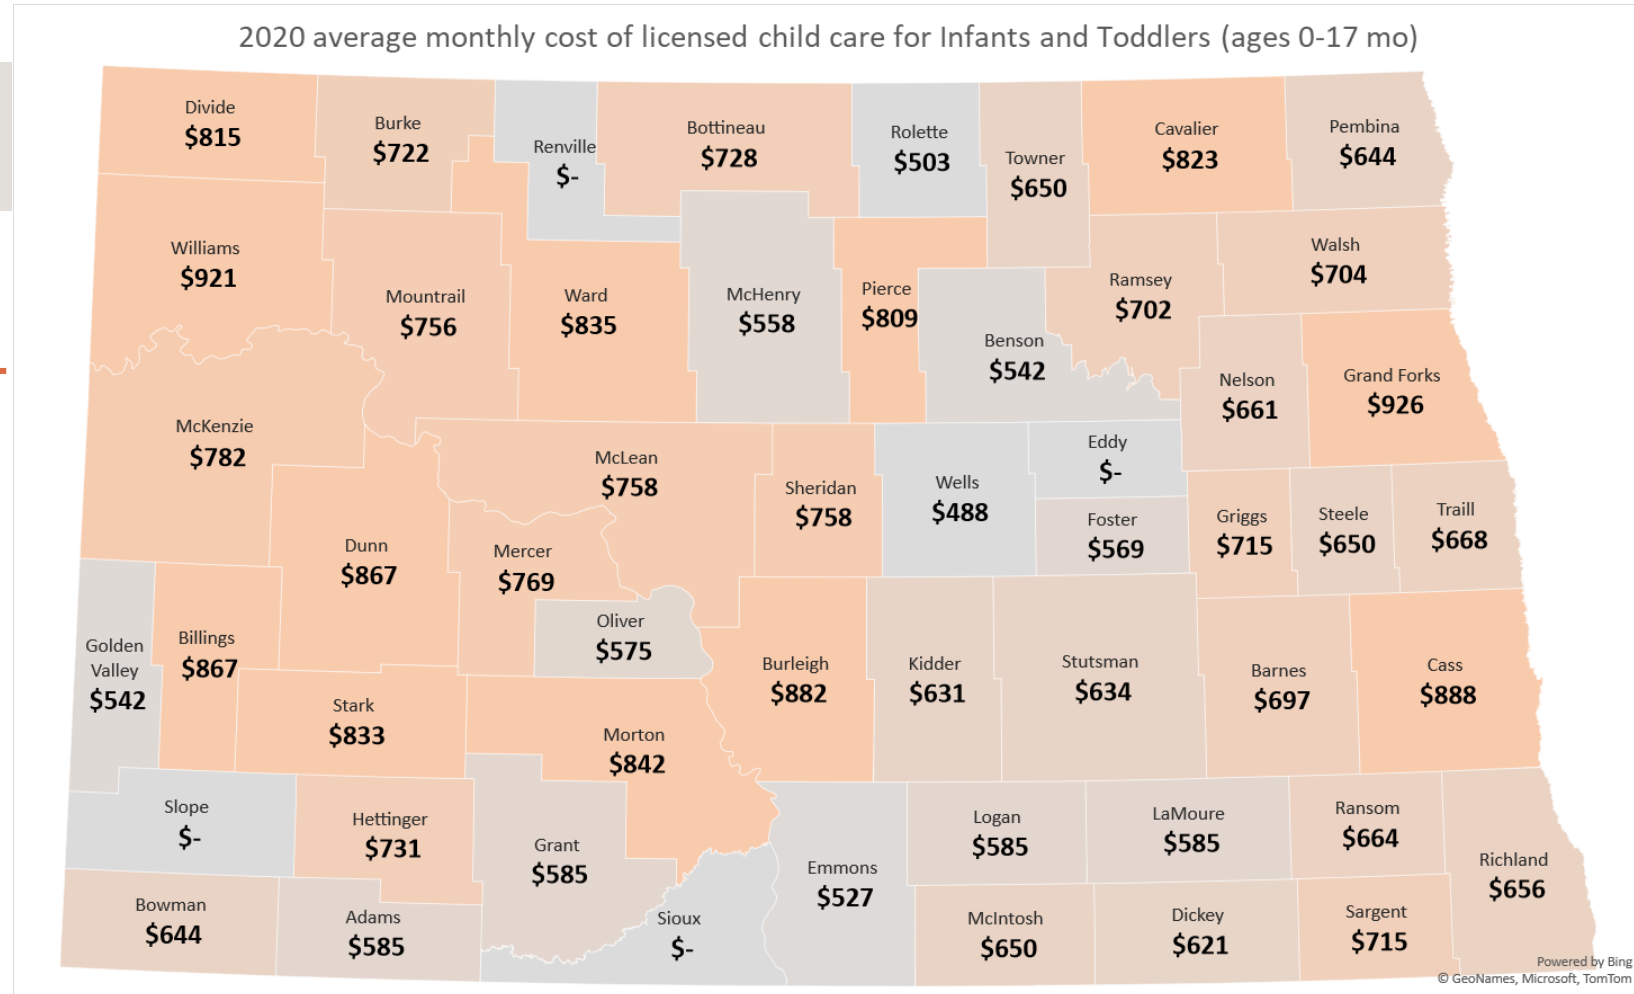 2020 average monthly cost of licensed child care for Infants and Toddlers (ages 0-17 mo)
Divide
$815
Burke
$722
Renville
$-
Bottineau
$728
Rolette
$503
Towner
$650
Cavalier
$823
Pembina
$644
Williams
$921
Mountrail
$756
Ward
$835
McHenry
$558
Pierce
$809
Benson
$542
Ramsey
$702
Walsh
$704
Nelson
$661
Grand Forks
$926
McKenzie
$782
McLean
$758
Sheridan
$758
Wells
$488
Eddy
$-
Foster
$569
Griggs
$715
Steele
$650
Traill
$668
Dunn
$867
Mercer
$769
Oliver
$575
Golden
Valley
$542
Billings
$867
Stark
$833
Morton
$842
Burleigh
$882
Kidder
$631
Stutsman
$634
Barnes
$697
Cass
$888
Slope
$-
Hettinger
$731
Grant
$585
Emmons
$527
Logan
$585
LaMoure
$585
Ransom
$664
Richland
$656
Bowman
$644
Adams
$585
Sioux
$-
McIntosh
$650
Dickey
$621
Sargent
$715
Powered by Bing
© GeoNames, Microsoft, TomTom